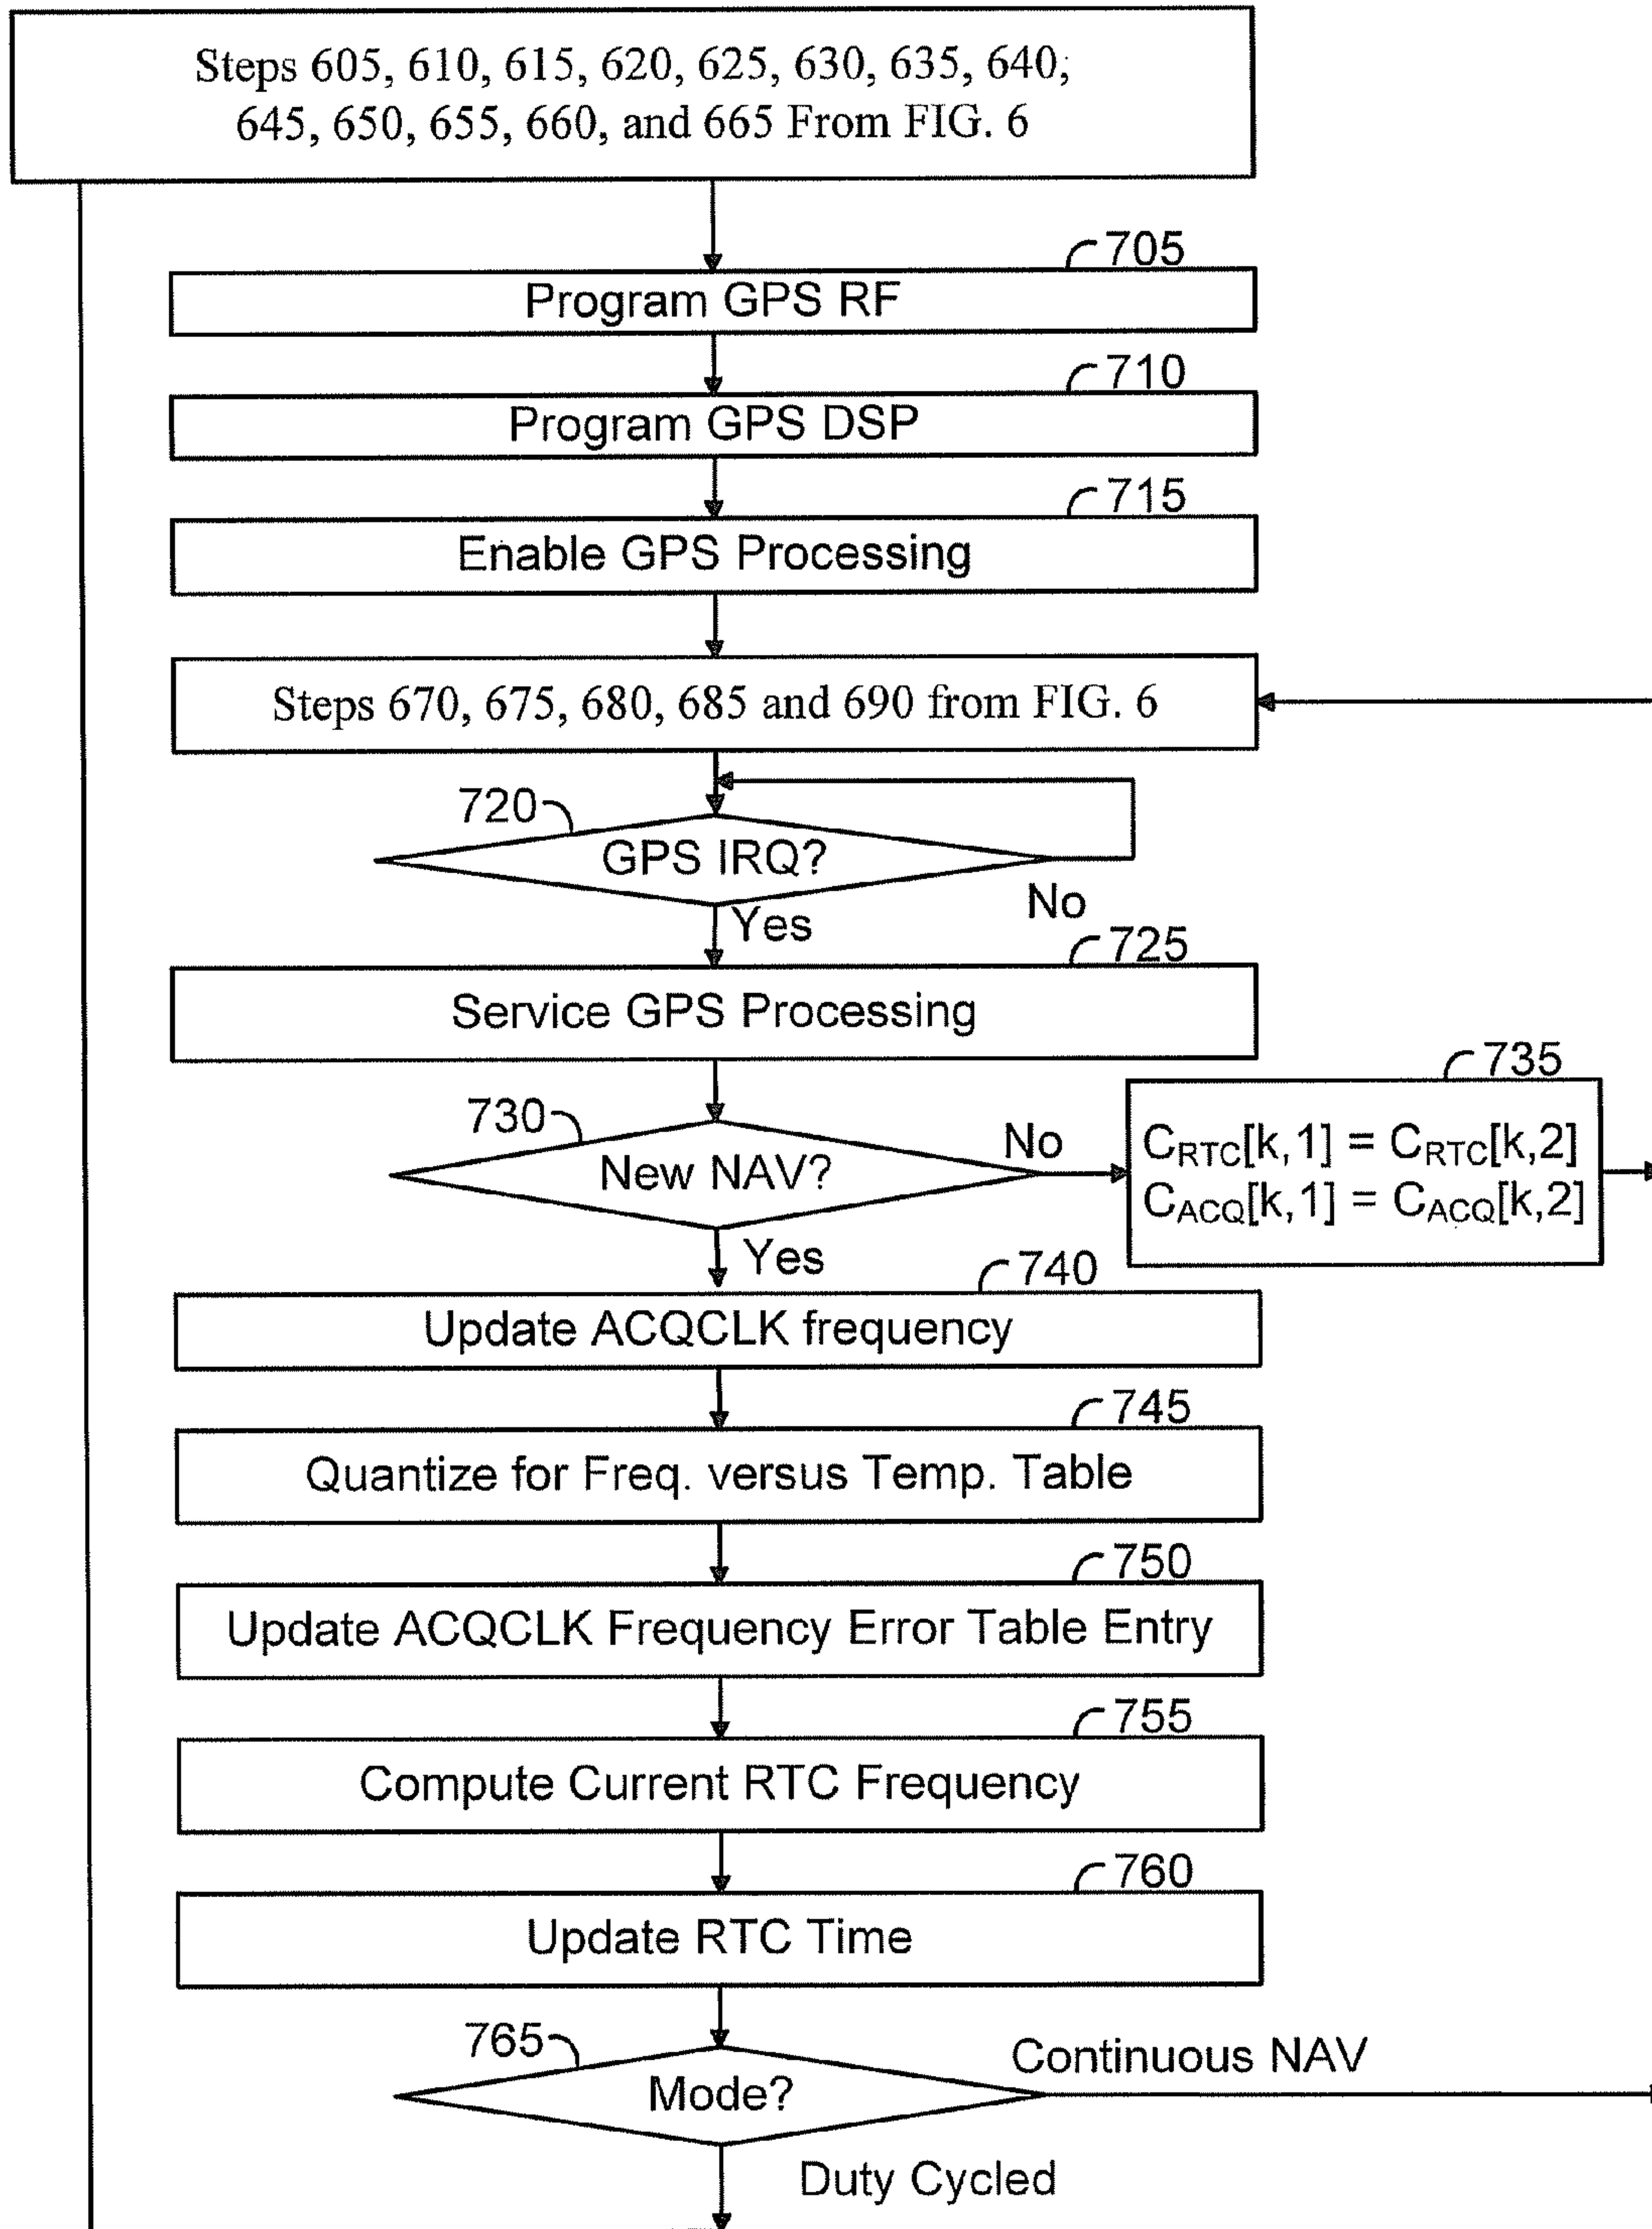 Steps 605, 610, 615, 620, 625, 630, 635, 640,
645, 650, 655, 660, and 665 From FIG. 6
705
Program GPS RF
710
Program GPS DSP
715
Enable GPS Processing
Steps 670, 675, 680, 685 and 690 from FIG. 6
720
GPS IRQ?
No
Yes
725
Service GPS Processing
735
730
New NAV?
No
C_RTC[k,1] = C_RTC[k,2]
C_ACQ[k,1] = C_ACQ[k,2]
Yes
740
Update ACQCLK frequency
745
Quantize for Freq. versus Temp. Table
750
Update ACQCLK Frequency Error Table Entry
755
Compute Current RTC Frequency
760
Update RTC Time
765
Mode?
Continuous NAV
Duty Cycled